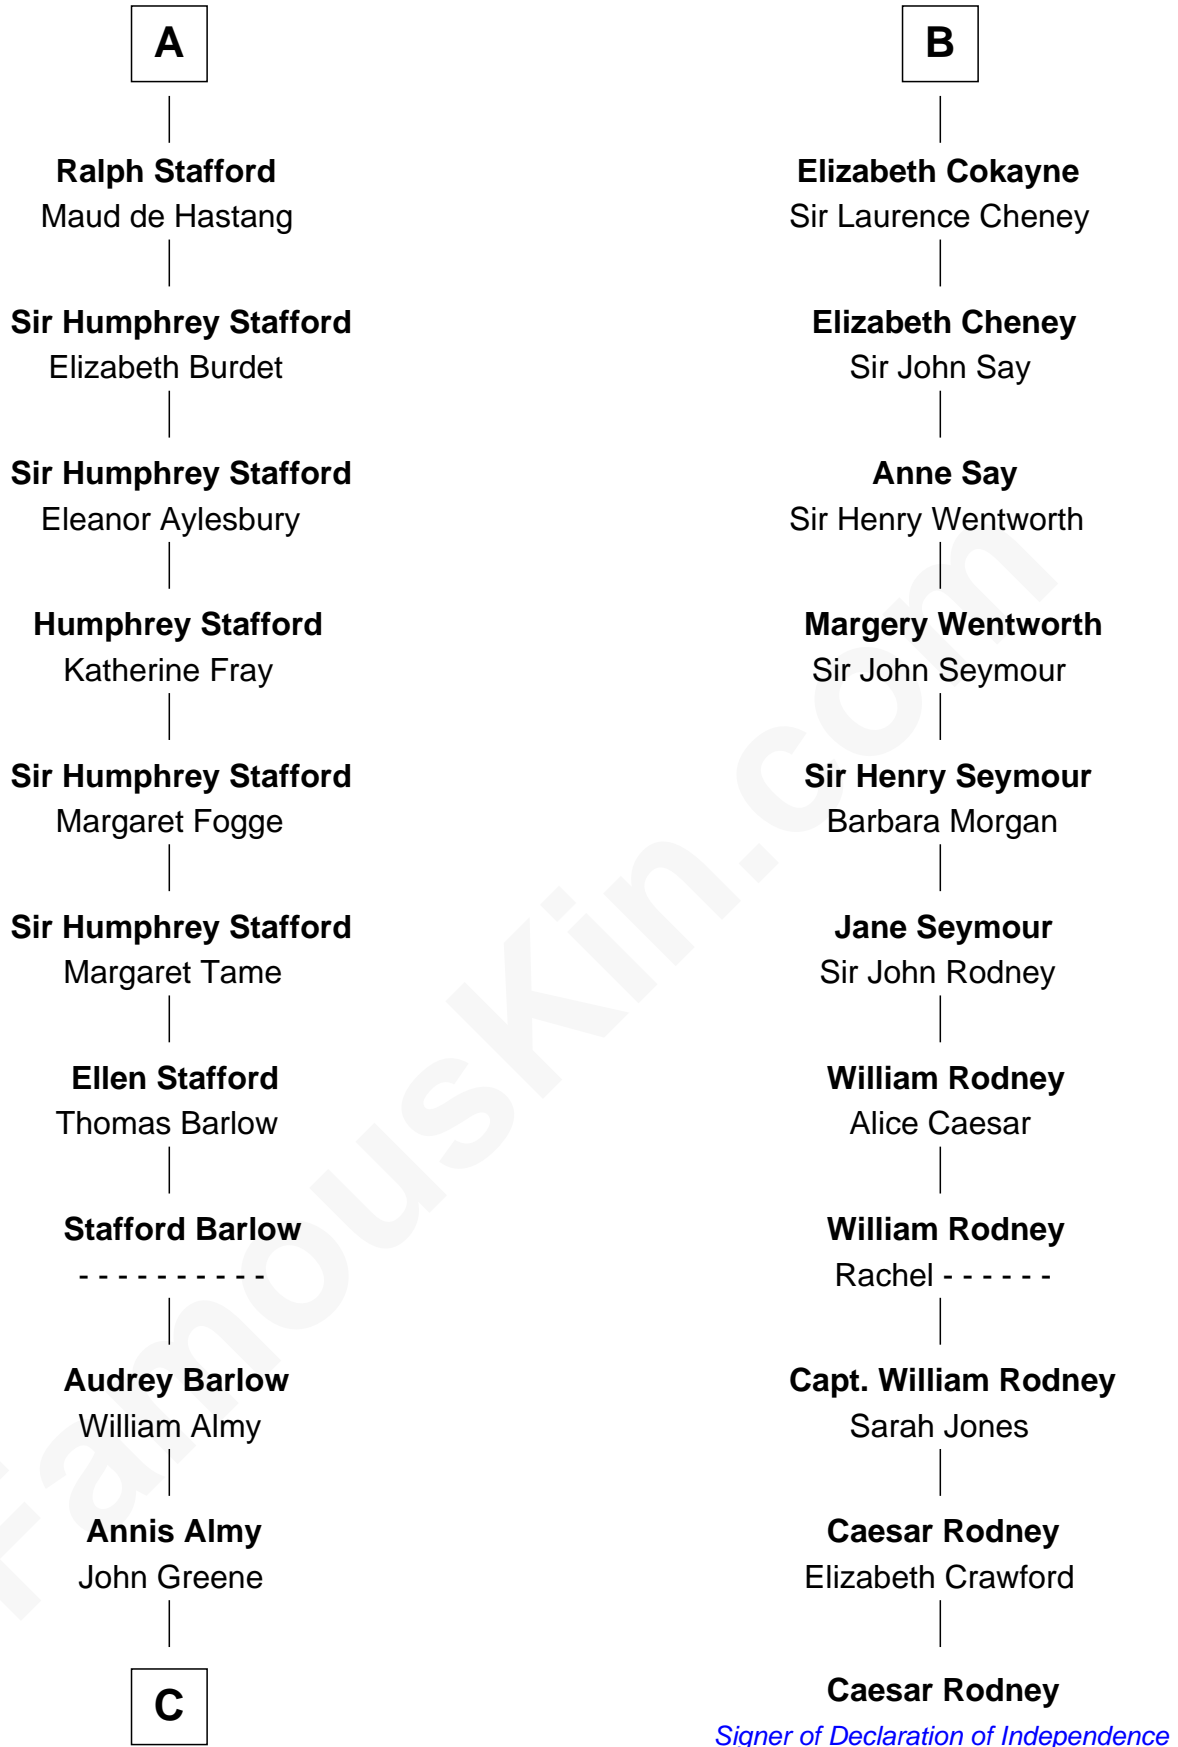 A
Ralph Stafford
Maud de Hastang
Sir Humphrey Stafford
Elizabeth Burdet
Sir Humphrey Stafford
Eleanor Aylesbury
Humphrey Stafford
Katherine Fray
Sir Humphrey Stafford
Margaret Fogge
Sir Humphrey Stafford
Margaret Tame
Ellen Stafford
Thomas Barlow
Stafford Barlow
- - - - - - - - - -
Audrey Barlow
William Almy
Annis Almy
John Greene
C
B
Elizabeth Cokayne
Sir Laurence Cheney
Elizabeth Cheney
Sir John Say
Anne Say
Sir Henry Wentworth
Margery Wentworth
Sir John Seymour
Sir Henry Seymour
Barbara Morgan
Jane Seymour
Sir John Rodney
William Rodney
Alice Caesar
William Rodney
Rachel - - - - - -
Capt. William Rodney
Sarah Jones
Caesar Rodney
Elizabeth Crawford
Caesar Rodney
Signer of Declaration of Independence
FamousKin.com